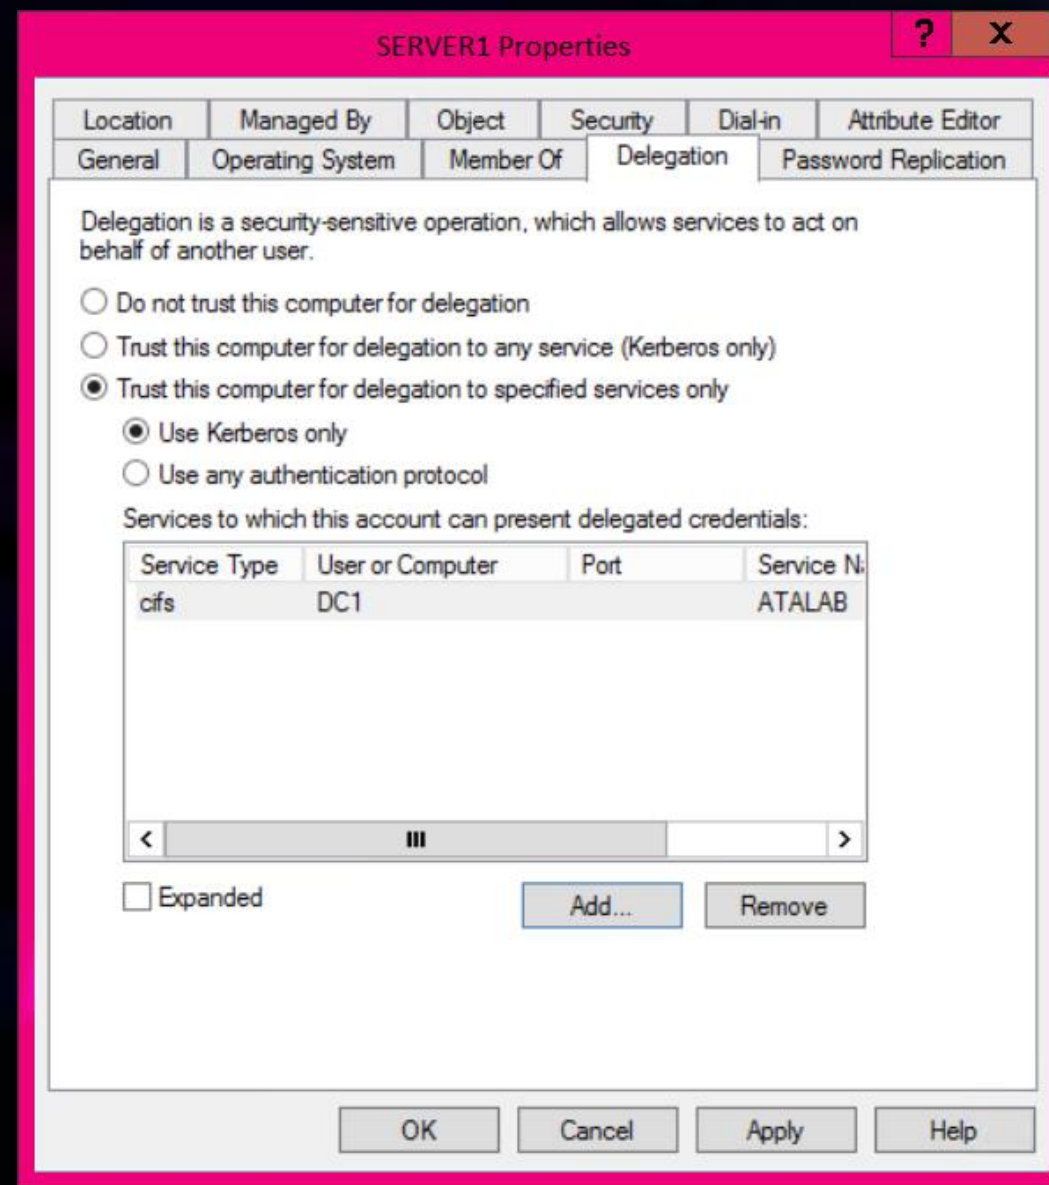 SERVER1 Properties
? X
Location Managed By Object Security Dial-in Attribute Editor
General Operating System Member Of Delegation Password Replication
Delegation is a security-sensitive operation, which allows services to act on
behalf of another user.
Do not trust this computer for delegation
Trust this computer for delegation to any service (Kerberos only)
Trust this computer for delegation to specified services only
Use Kerberos only
Use any authentication protocol
Services to which this account can present delegated credentials:
Service Type User or Computer Port Service Na
cifs DC1 ATALAB
Expanded Add... Remove
OK Cancel Apply Help